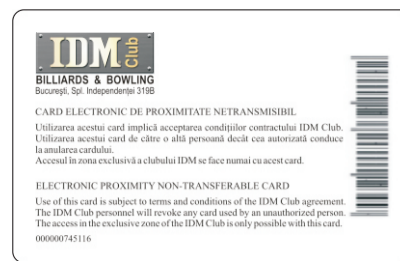 IDM Club
BILLIARDS & BOWLING
București, Spl. Independenței 319B
CARD ELECTRONIC DE PROXIMITATE NETRANSMISIBIL
Utilizarea acestui card implică acceptarea condițiilor contractului IDM Club.
Utilizarea acestui card de către o altă persoană decât cea autorizată conduce
la anularea cardului.
Accesul în zona exclusivă a clubului IDM se face numai cu acest card.
ELECTRONIC PROXIMITY NON-TRANSFERABLE CARD
Use of this card is subject to terms and conditions of the IDM Club agreement.
The IDM Club personnel will revoke any card used by an unauthorized person.
The access in the exclusive zone of the IDM Club is only possible with this card.
000000745116